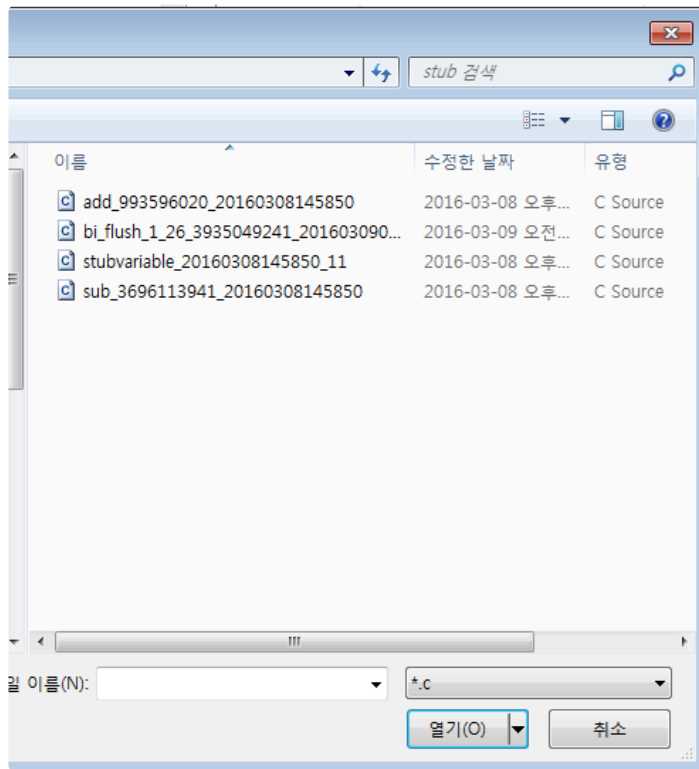 stub 검색
이름 수정한 날짜 유형
add_993596020_20160308145850 2016-03-08 오후... C Source
bi_flush_1_26_3935049241_201603090... 2016-03-09 오전... C Source
stubvariable_20160308145850_11 2016-03-08 오후... C Source
sub_3696113941_20160308145850 2016-03-08 오후... C Source
일 이름(N): *.c
열기(O) 취소